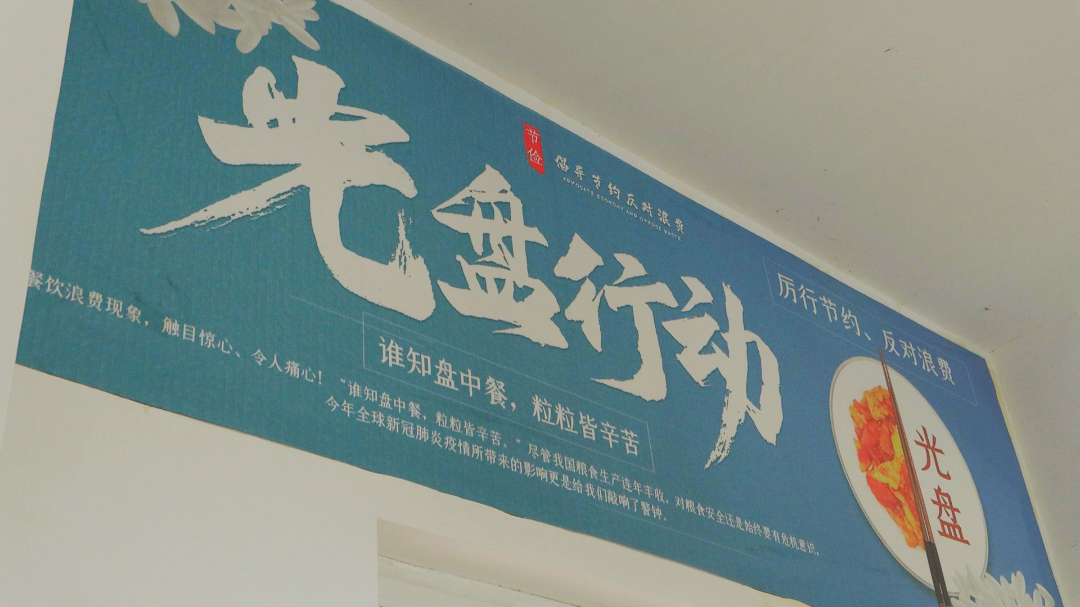 节俭
倡导节约反对浪费
ADVOCATE ECONOMY AND OPPOSE WASTE
光盘行动
厉行节约、反对浪费
谁知盘中餐，粒粒皆辛苦
餐饮浪费现象，触目惊心、令人痛心！“谁知盘中餐，粒粒皆辛苦。”尽管我国粮食生产连年丰收，对粮食安全还是始终要有危机意识，
今年全球新冠肺炎疫情所带来的影响更是给我们敲响了警钟。
光盘